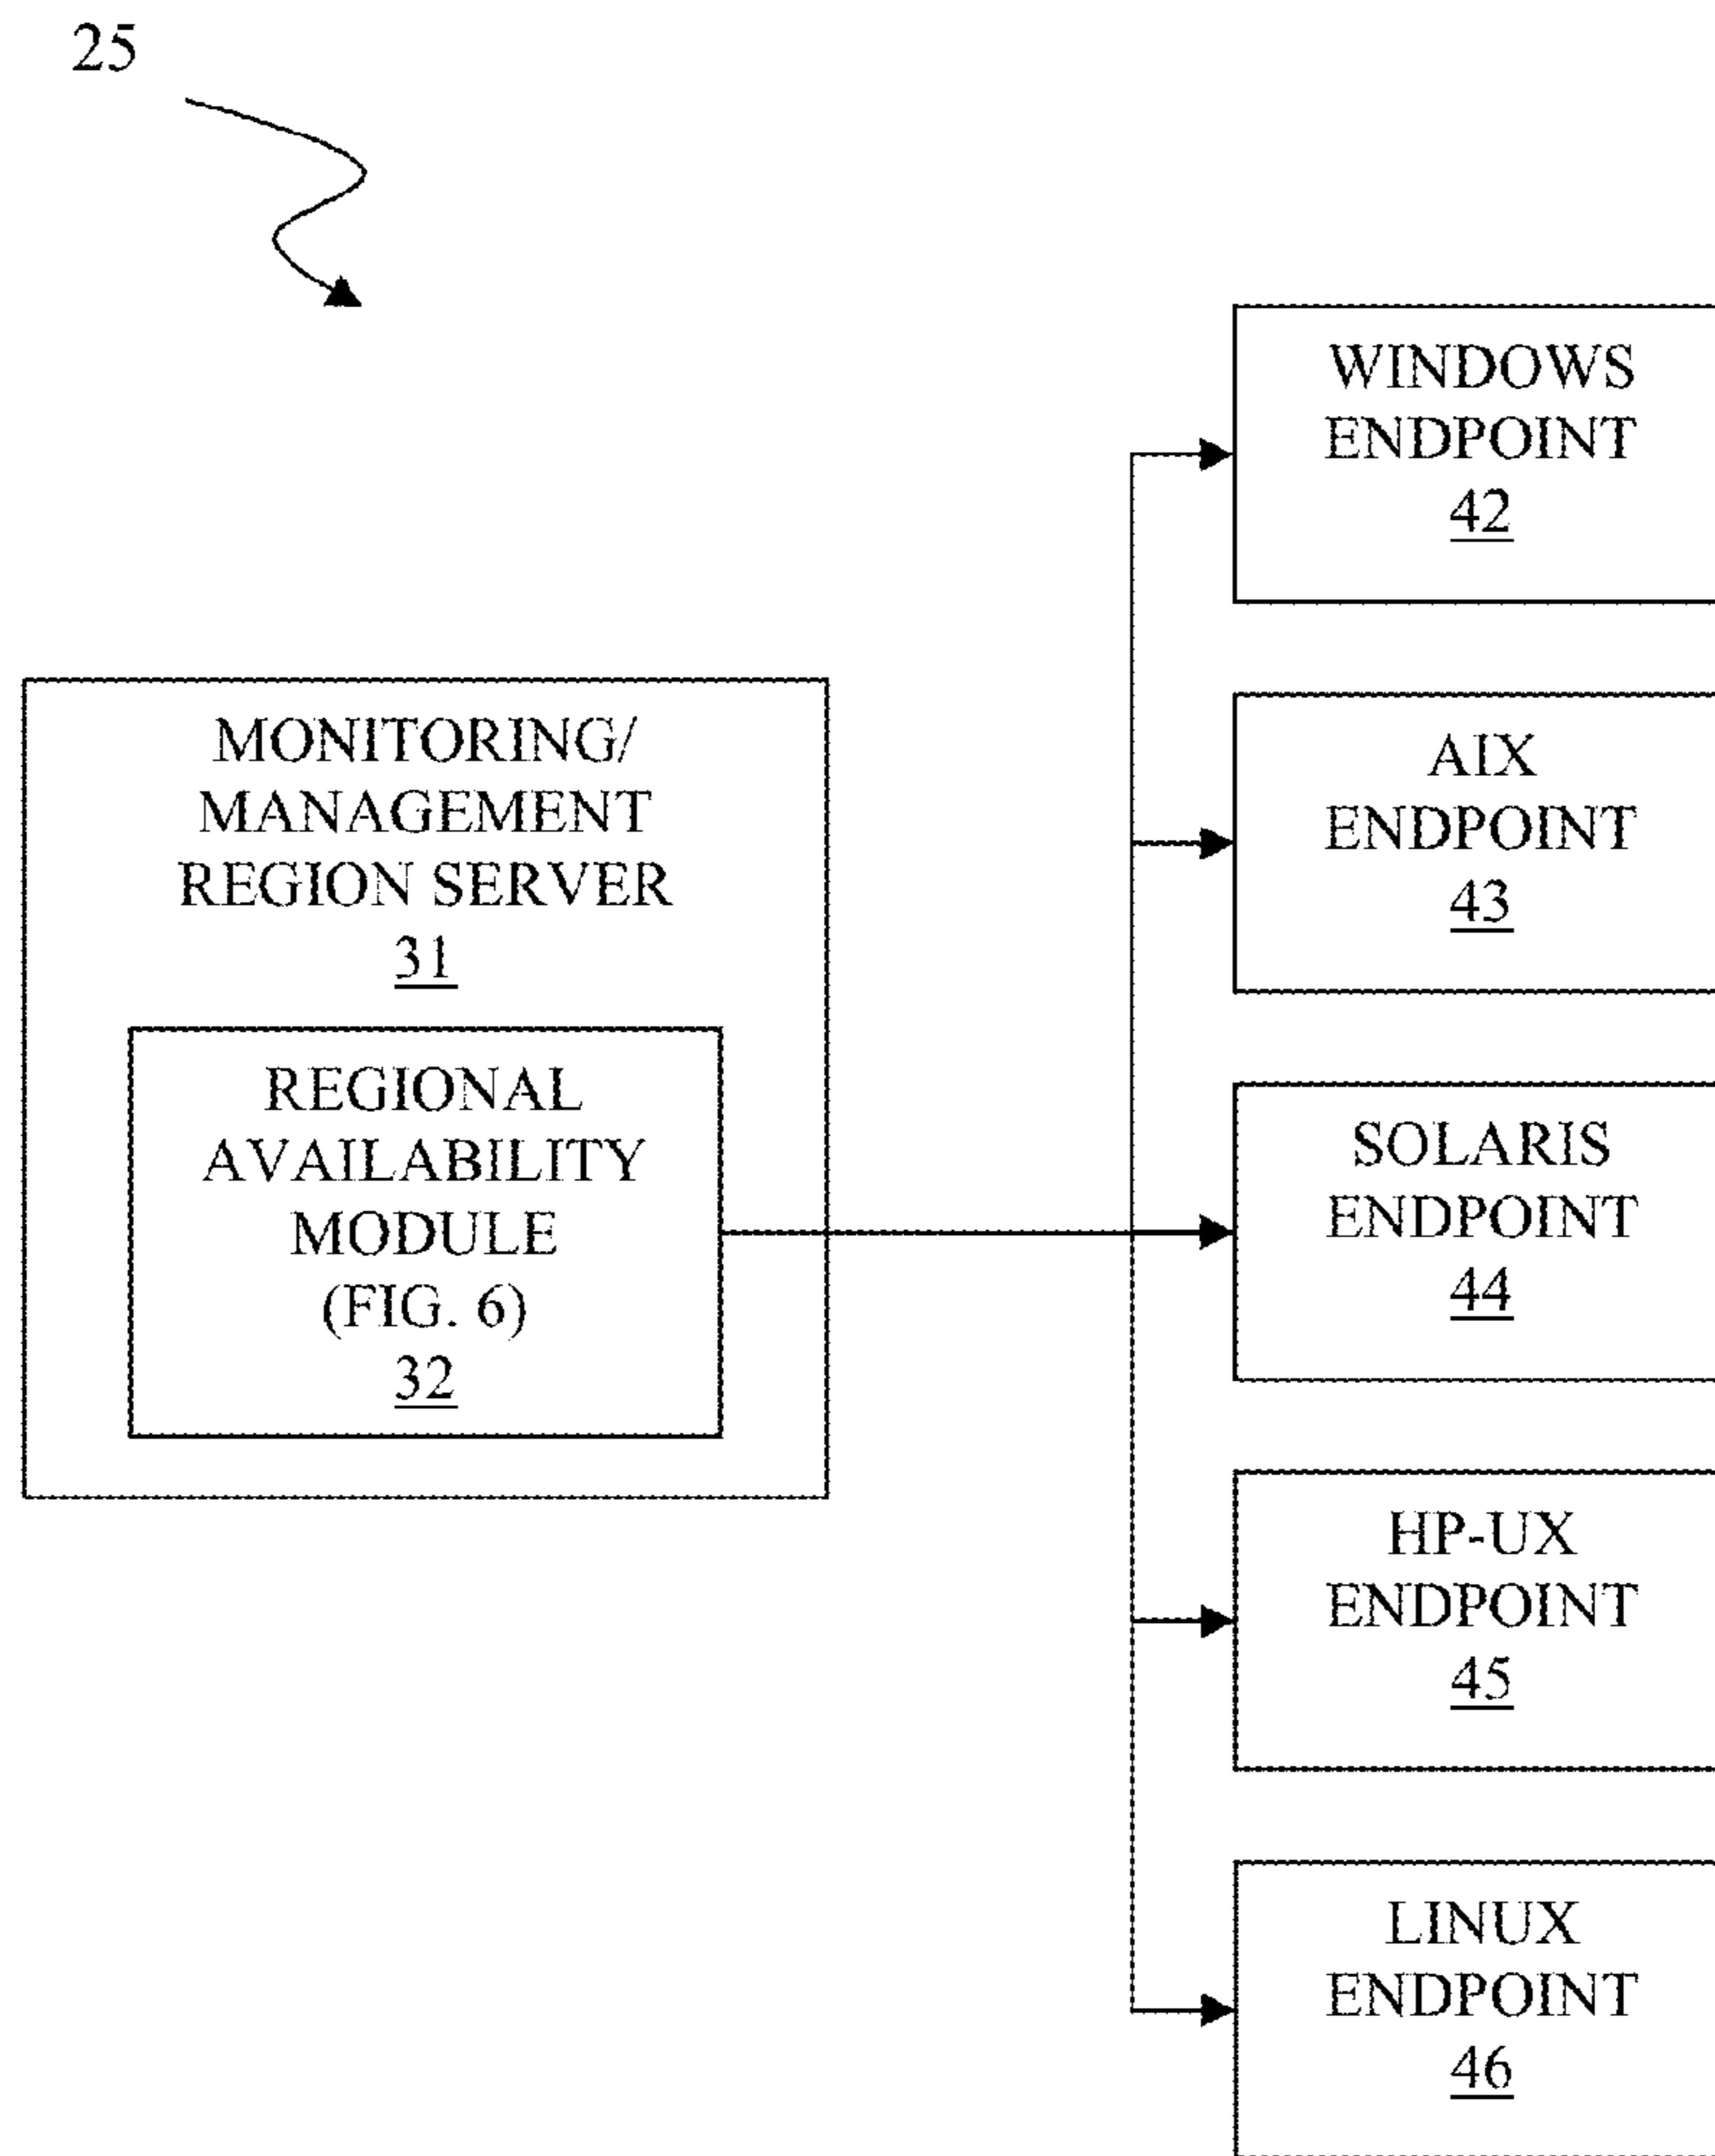 25
WINDOWS
ENDPOINT
42
MONITORING/
MANAGEMENT
REGION SERVER
31
REGIONAL
AVAILABILITY
MODULE
(FIG. 6)
32
AIX
ENDPOINT
43
SOLARIS
ENDPOINT
44
HP-UX
ENDPOINT
45
LINUX
ENDPOINT
46